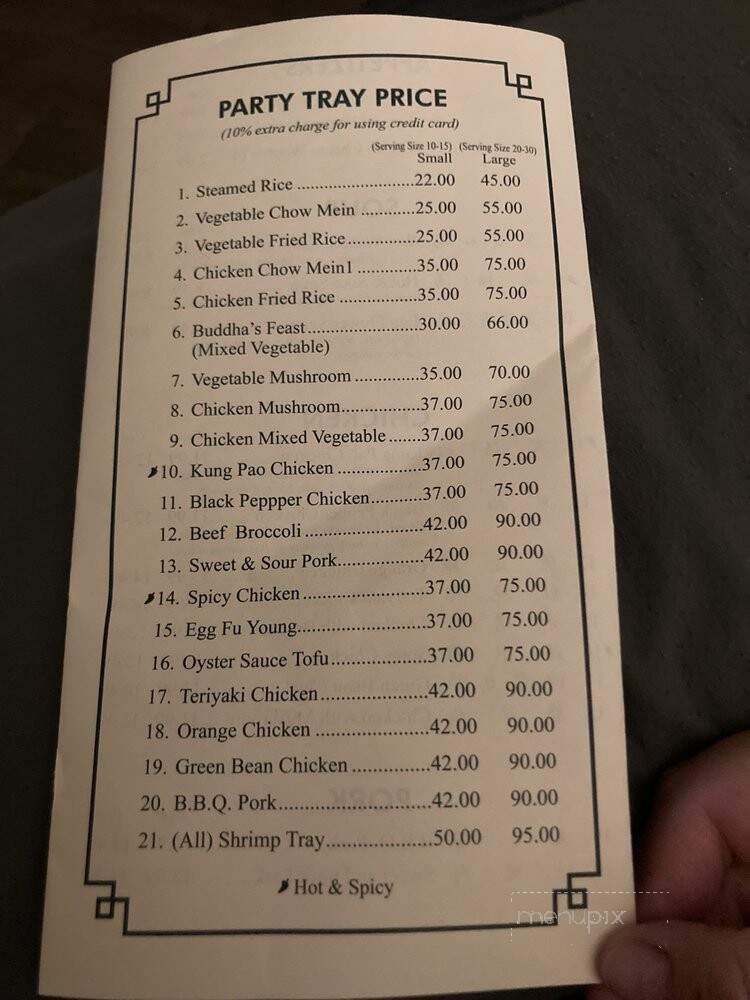 PARTY TRAY PRICE
(10% extra charge for using credit card)
(Serving Size 10-15) (Serving Size 20-30)
Small Large
1. Steamed Rice .........................22.00 45.00
2. Vegetable Chow Mein ............25.00 55.00
3. Vegetable Fried Rice...............25.00 55.00
4. Chicken Chow Mein1 ............35.00 75.00
5. Chicken Fried Rice .................35.00 75.00
6. Buddha's Feast........................30.00 66.00
(Mixed Vegetable)
7. Vegetable Mushroom ..............35.00 70.00
8. Chicken Mushroom.................37.00 75.00
9. Chicken Mixed Vegetable .......37.00 75.00
10. Kung Pao Chicken ..................37.00 75.00
11. Black Peppper Chicken...........37.00 75.00
12. Beef Broccoli .........................42.00 90.00
13. Sweet & Sour Pork..................42.00 90.00
14. Spicy Chicken ..........................37.00 75.00
15. Egg Fu Young...........................37.00 75.00
16. Oyster Sauce Tofu....................37.00 75.00
17. Teriyaki Chicken......................42.00 90.00
18. Orange Chicken .......................42.00 90.00
19. Green Bean Chicken ................42.00 90.00
20. B.B.Q. Pork..............................42.00 90.00
21. (All) Shrimp Tray.....................50.00 95.00
Hot & Spicy
menupix